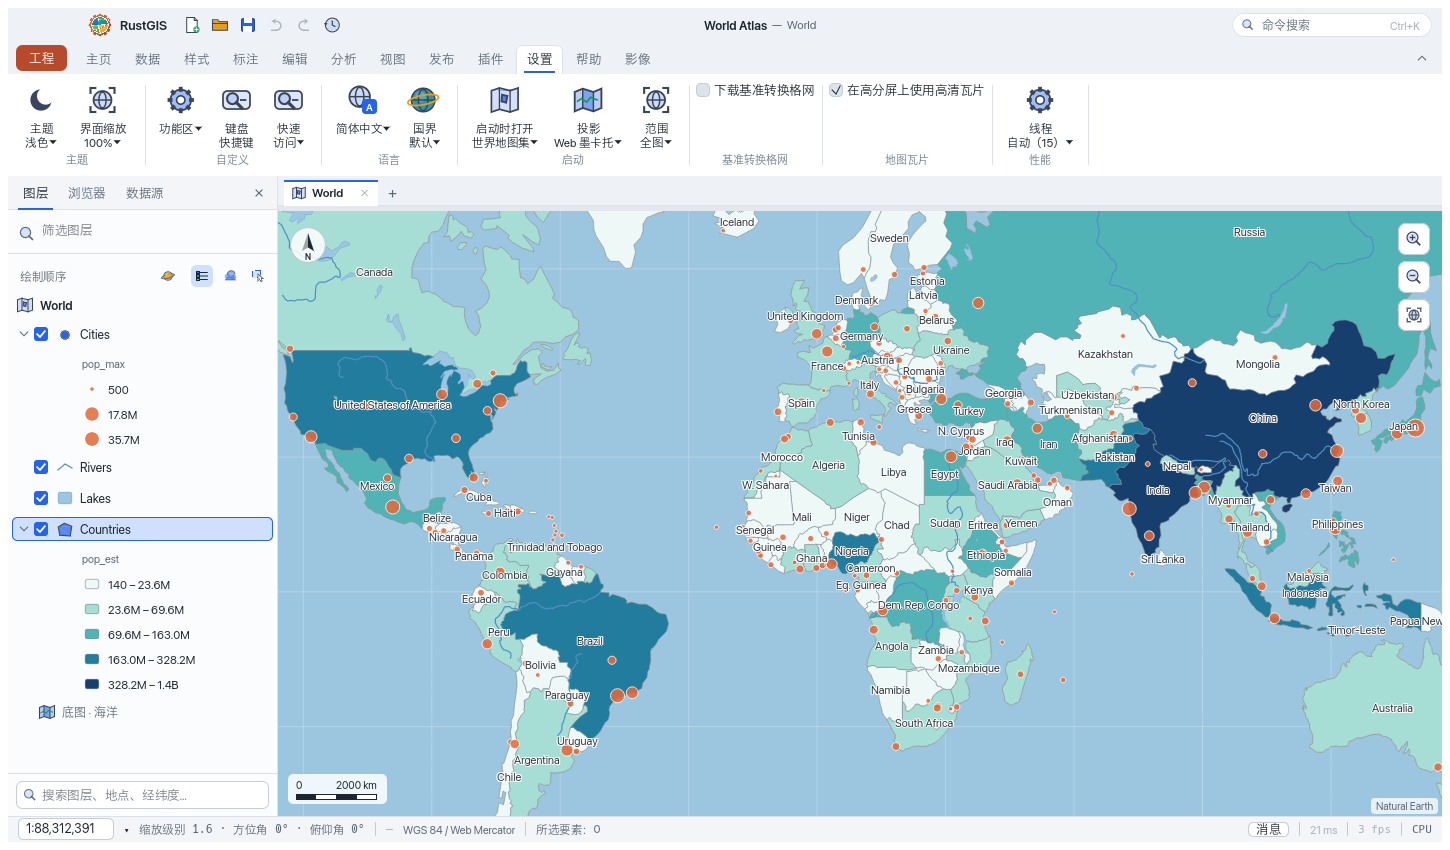 RustGIS
World Atlas — World
命令搜索 Ctrl+K
工程 主页 数据 样式 标注 编辑 分析 视图 发布 插件 设置 帮助 影像
主题
浅色
界面缩放
100%
主题
功能区
键盘
快捷键
快速
访问
自定义
简体中文
A
国界
默认
语言
启动时打开
世界地图集
投影
Web 墨卡托
范围
全图
启动
下载基准转换格网
基准转换格网
在高分屏上使用高清瓦片
地图瓦片
线程
自动（15）
性能
图层 浏览器 数据源
World
筛选图层
绘制顺序
World
Cities
pop_max
500
17.8M
35.7M
Rivers
Lakes
Countries
pop_est
140 – 23.6M
23.6M – 69.6M
69.6M – 163.0M
163.0M – 328.2M
328.2M – 1.4B
底图 · 海洋
搜索图层、地点、经纬度...
N
Iceland
Sweden
Russia
Canada
Estonia
Latvia
Denmark
United Kingdom
Belarus
Germany
Ukraine
Kazakhstan
Mongolia
France
Austria
Romania
Italy
Bulgaria
Georgia
Uzbekistan
United States of America
Spain
Greece
Turkey
Turkmenistan
North Korea
China
Japan
Tunisia
N. Cyprus
Iraq
Iran
Afghanistan
Morocco
Jordan
Kuwait
Pakistan
Algeria
Libya
Egypt
Nepal
Mexico
W. Sahara
Saudi Arabia
India
Taiwan
Cuba
Oman
Myanmar
Haiti
Belize
Mali
Niger
Chad
Sudan
Eritrea
Yemen
Thailand
Philippines
Nicaragua
Senegal
Panama
Trinidad and Tobago
Guinea
Ghana
Nigeria
Ethiopia
Sri Lanka
Colombia
Guyana
Cameroon
Somalia
Malaysia
Ecuador
Eq. Guinea
Kenya
Indonesia
Dem. Rep. Congo
Peru
Papua New
Timor-Leste
Brazil
Angola
Zambia
Bolivia
Mozambique
Paraguay
Namibia
Australia
South Africa
Uruguay
Argentina
Chile
0 2000 km
Natural Earth
1:88,312,391 缩放级别 1.6 · 方位角 0° · 俯仰角 0° — WGS 84 / Web Mercator 所选要素: 0 消息 21 ms 3 fps CPU